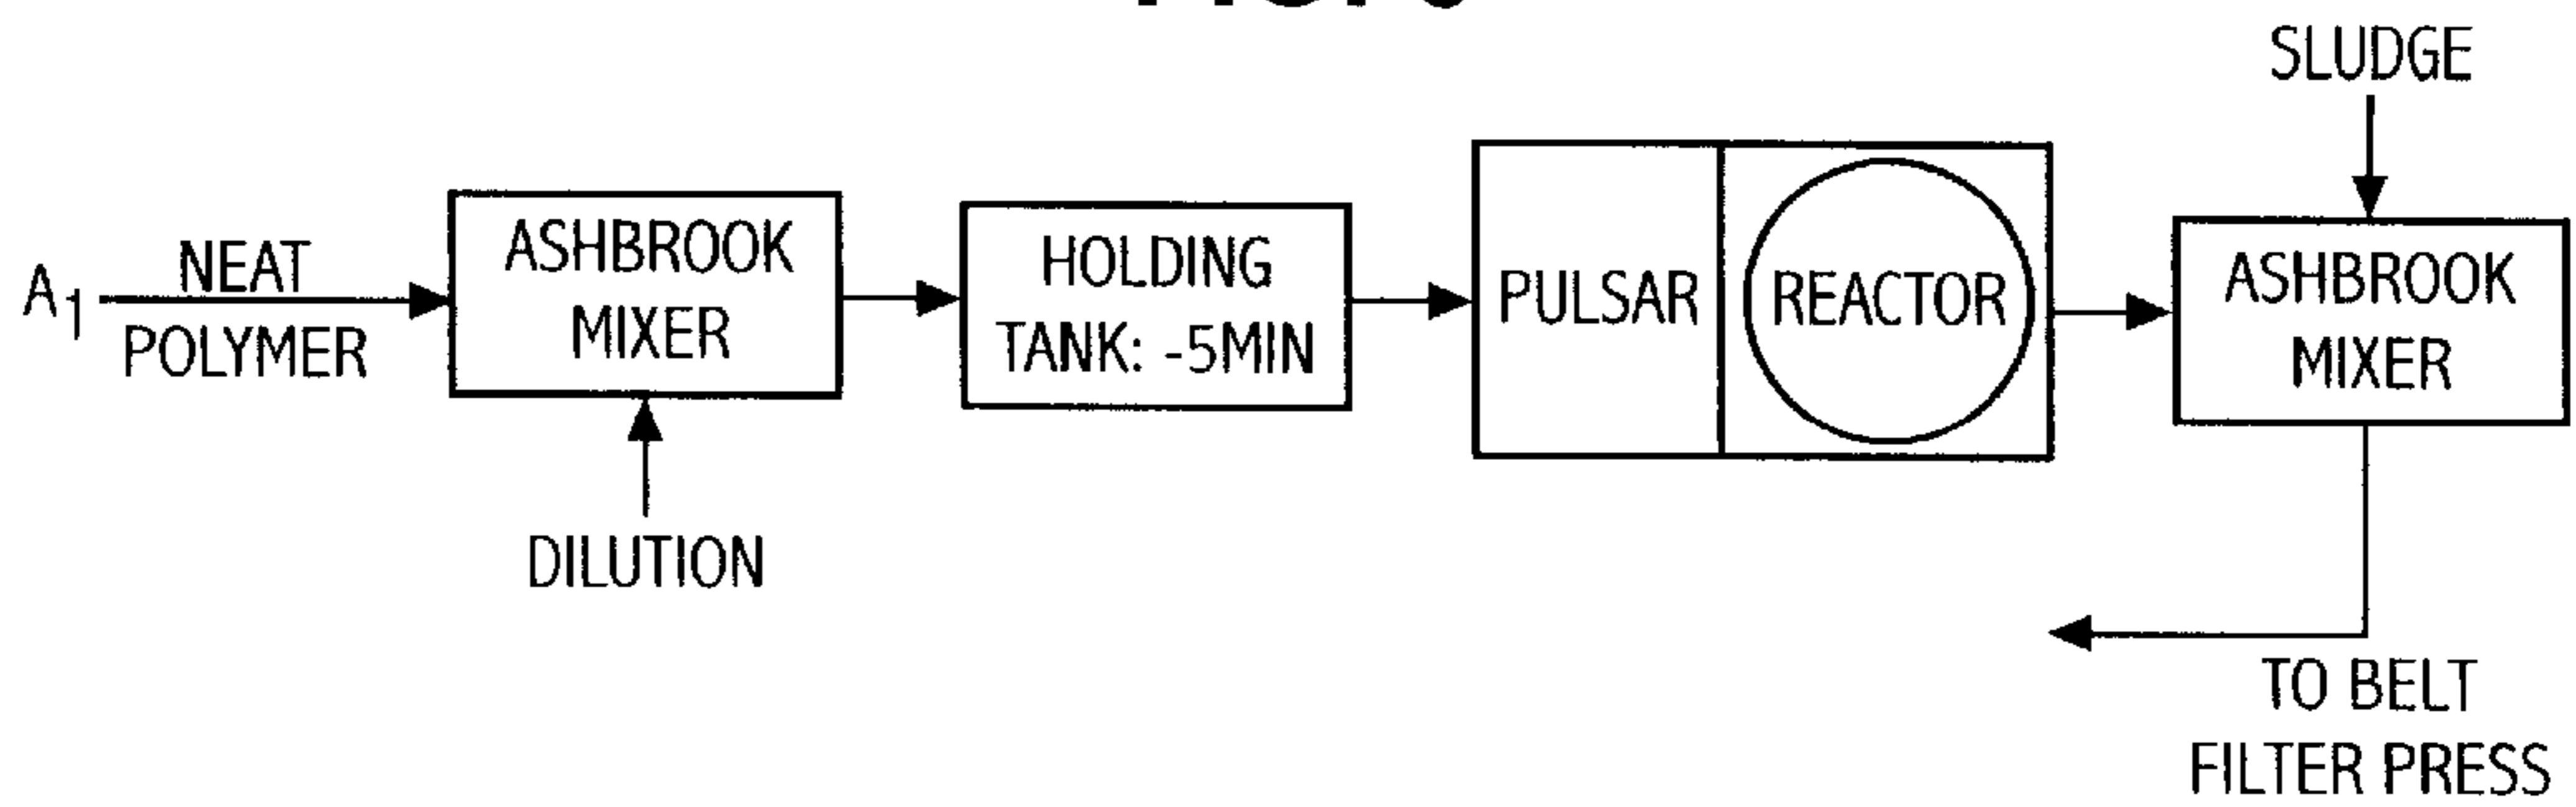 SLUDGE
A1
NEAT
POLYMER
ASHBROOK
MIXER
DILUTION
HOLDING
TANK: -5MIN
PULSAR
REACTOR
ASHBROOK
MIXER
TO BELT
FILTER PRESS